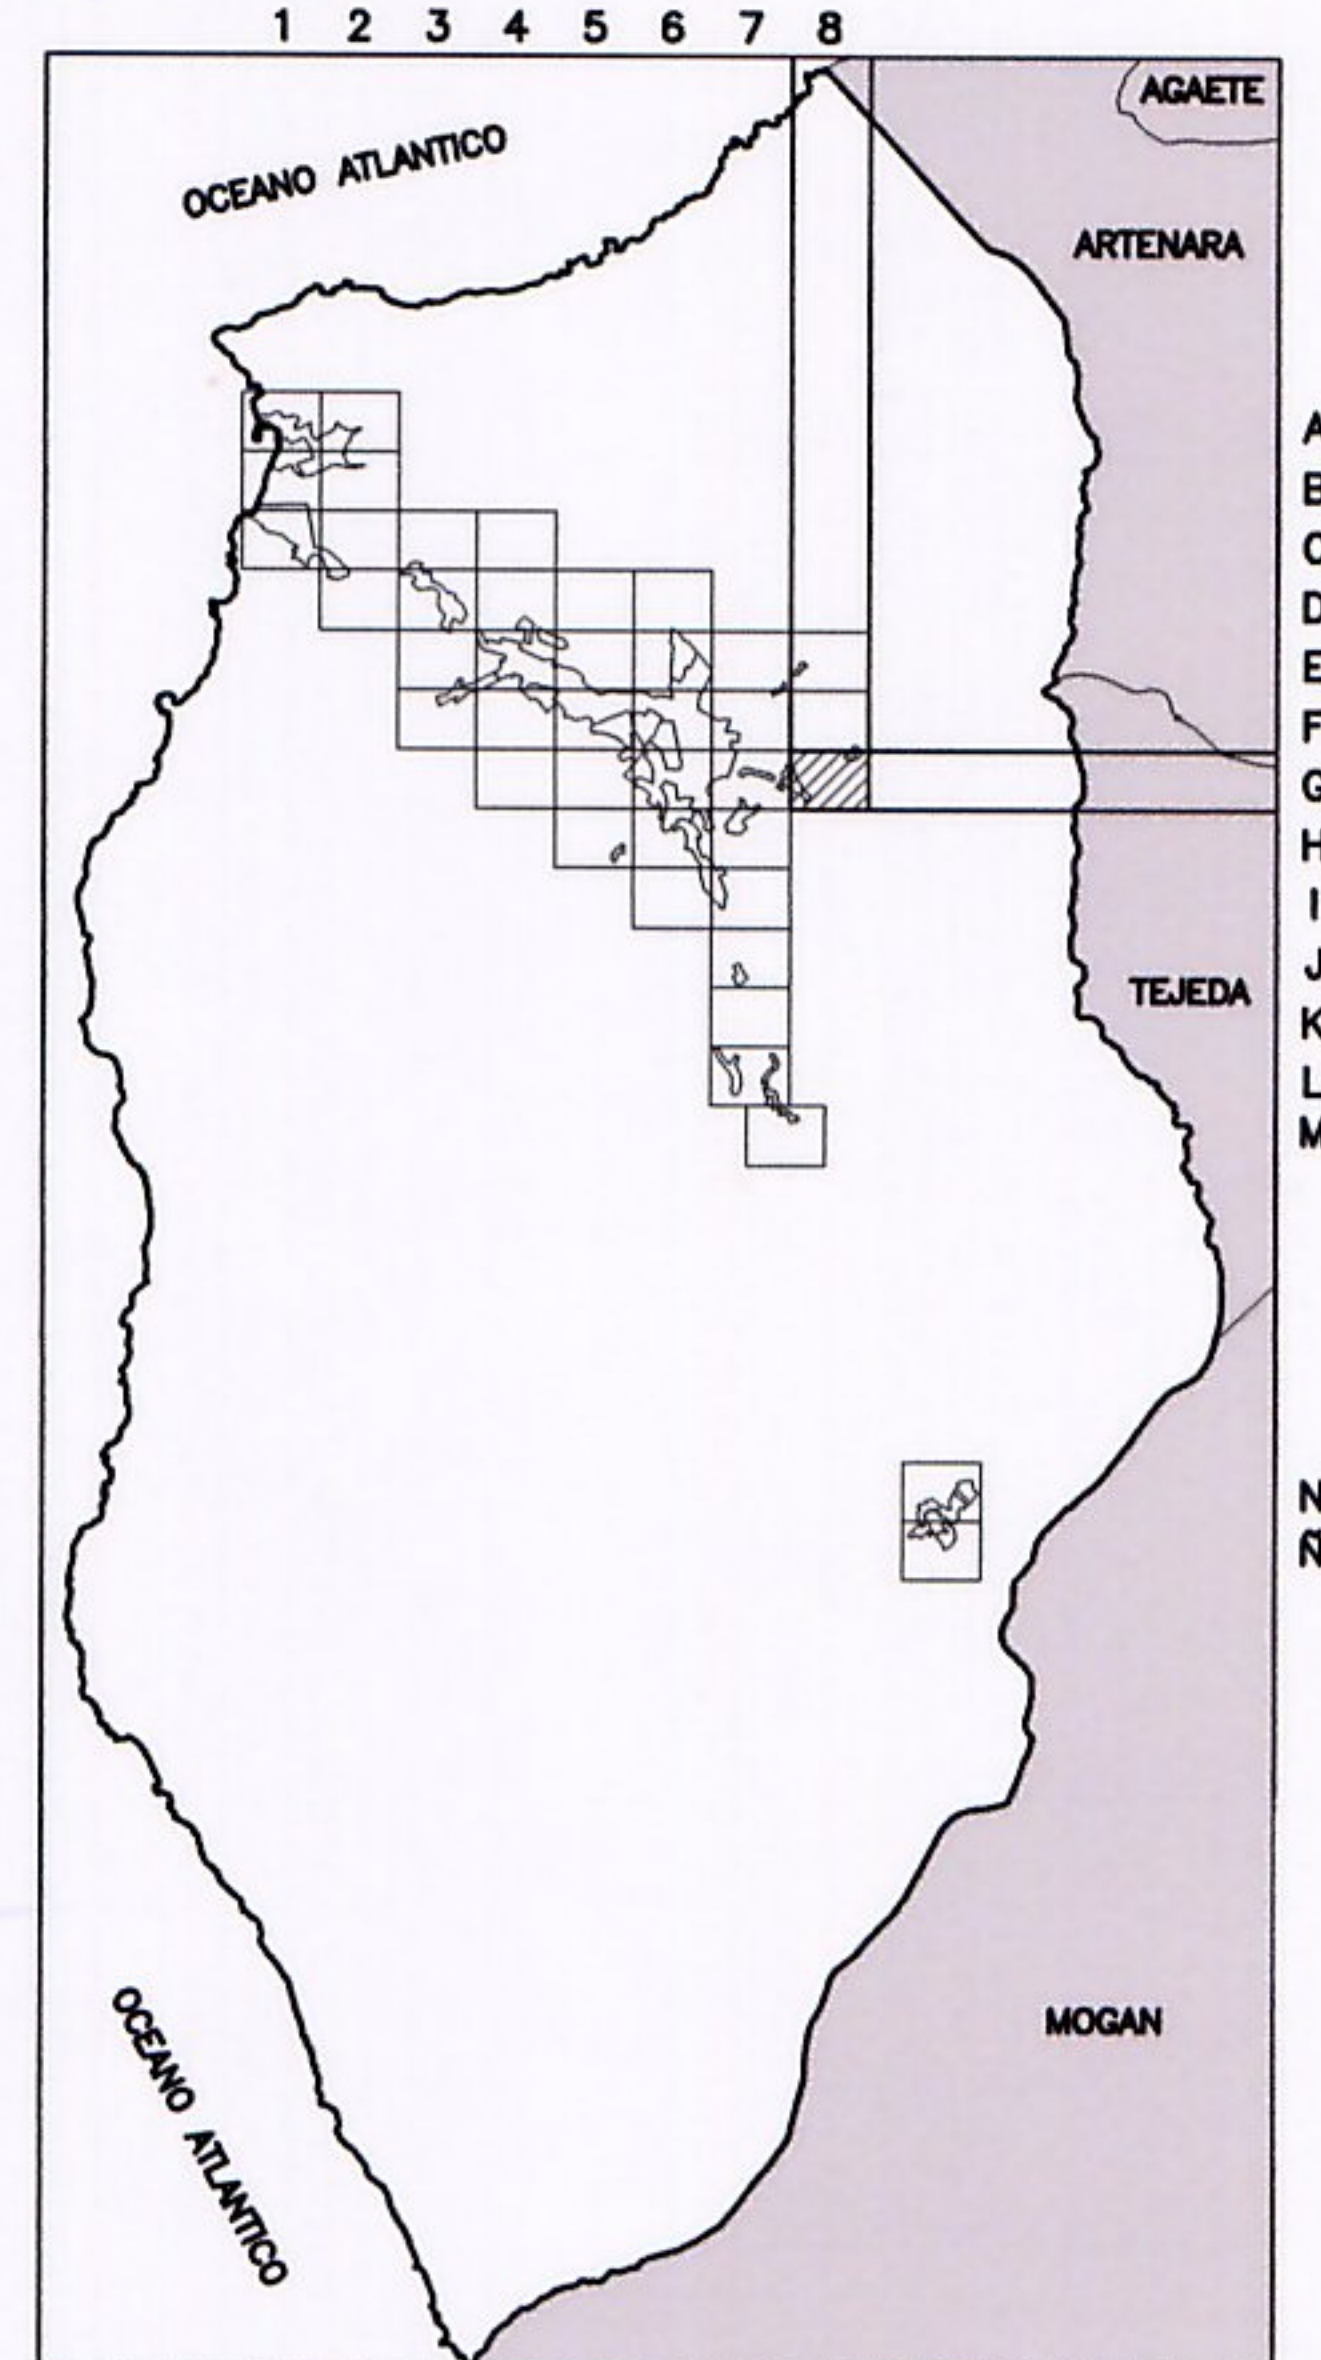 1 2 3 4 5 6 7 8
AGAETE
OCEANO ATLANTICO
ARTENARA
A
B
C
D
E
F
G
H
I
J
TEJEDA
K
L
M
N
Ñ
MOGAN
OCEANO ATLANTICO